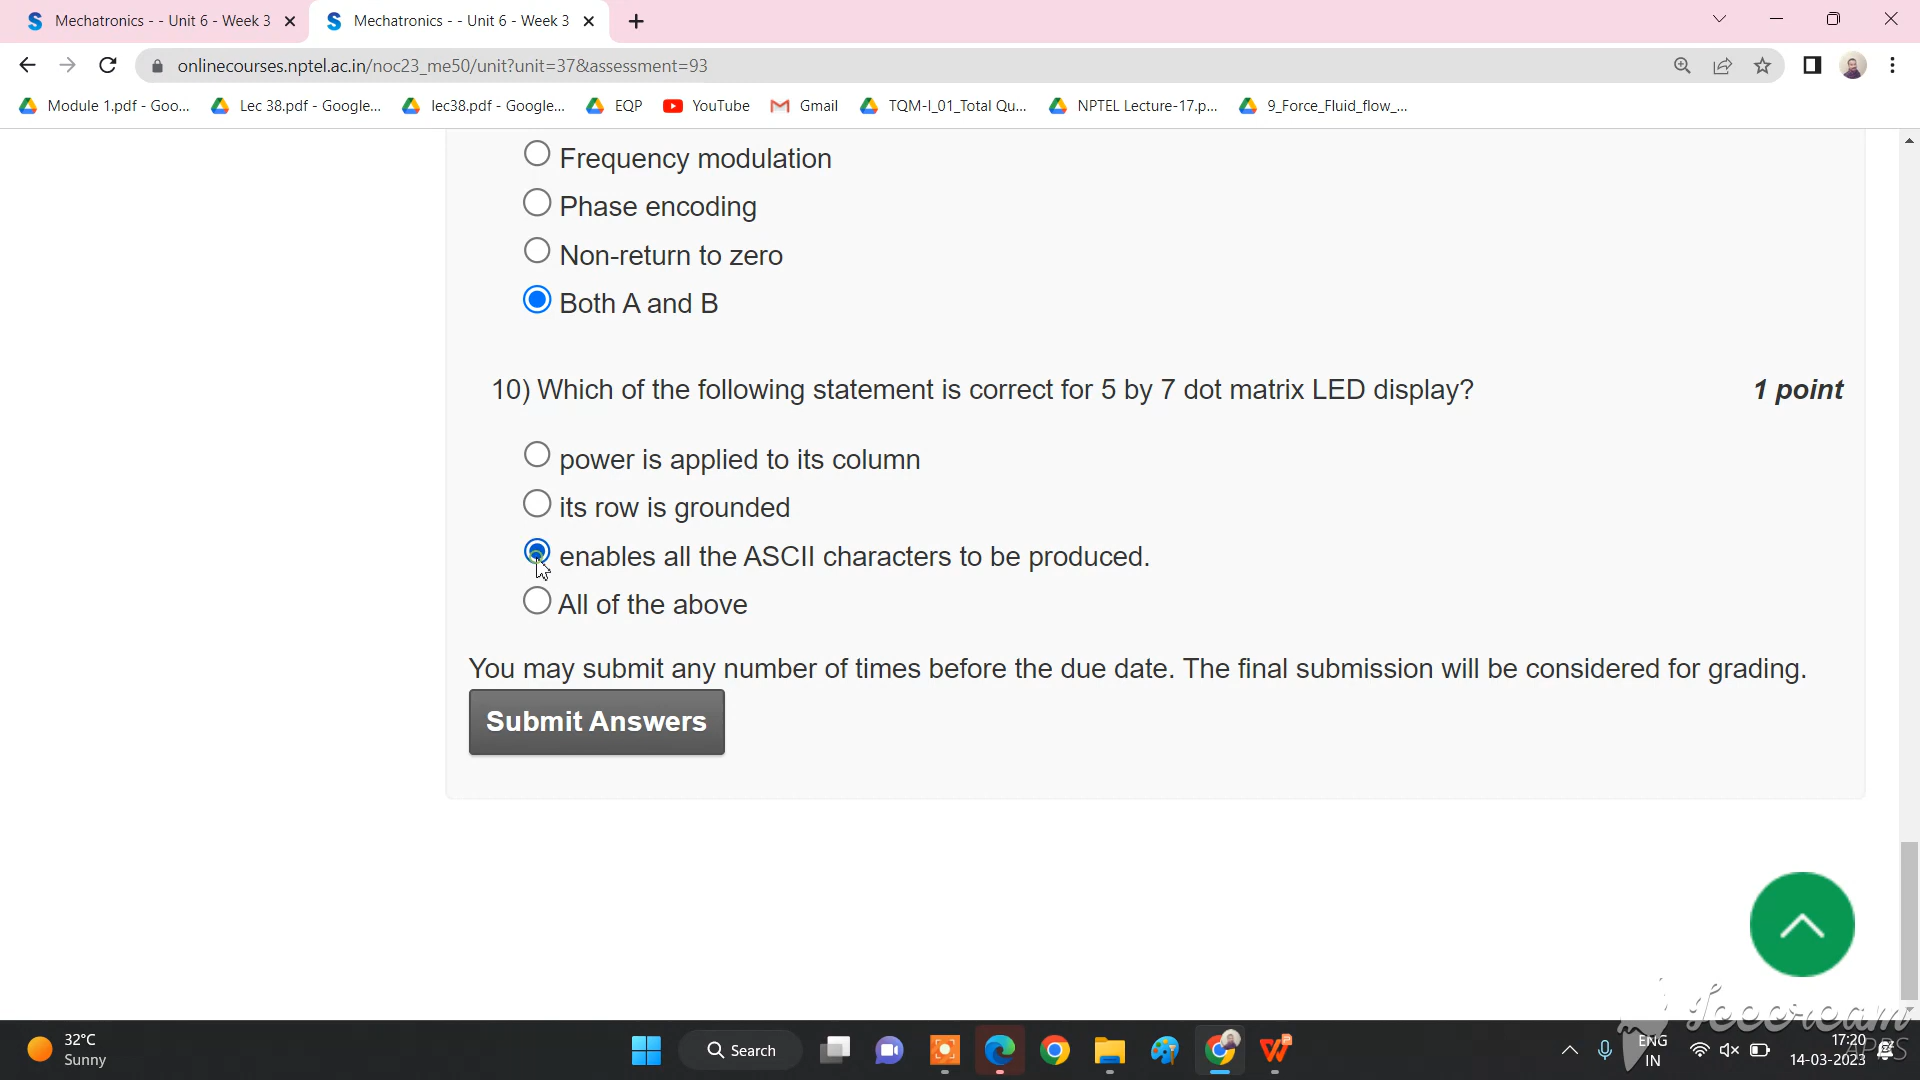 Mechatronics - - Unit 6 - Week 3
Mechatronics - - Unit 6 - Week 3
onlinecourses.nptel.ac.in/noc23_me50/unit?unit=37&assessment=93
Module 1.pdf - Goo...
Lec 38.pdf - Google...
lec38.pdf - Google...
EQP
YouTube
Gmail
TQM-I_01_Total Qu...
NPTEL Lecture-17.p...
9_Force_Fluid_flow_...
Frequency modulation
Phase encoding
Non-return to zero
Both A and B
10) Which of the following statement is correct for 5 by 7 dot matrix LED display?
1 point
power is applied to its column
its row is grounded
enables all the ASCII characters to be produced.
All of the above
You may submit any number of times before the due date. The final submission will be considered for grading.
Submit Answers
Icecream
APPS
32°C
Sunny
Search
ENG
IN
17:20
14-03-2023